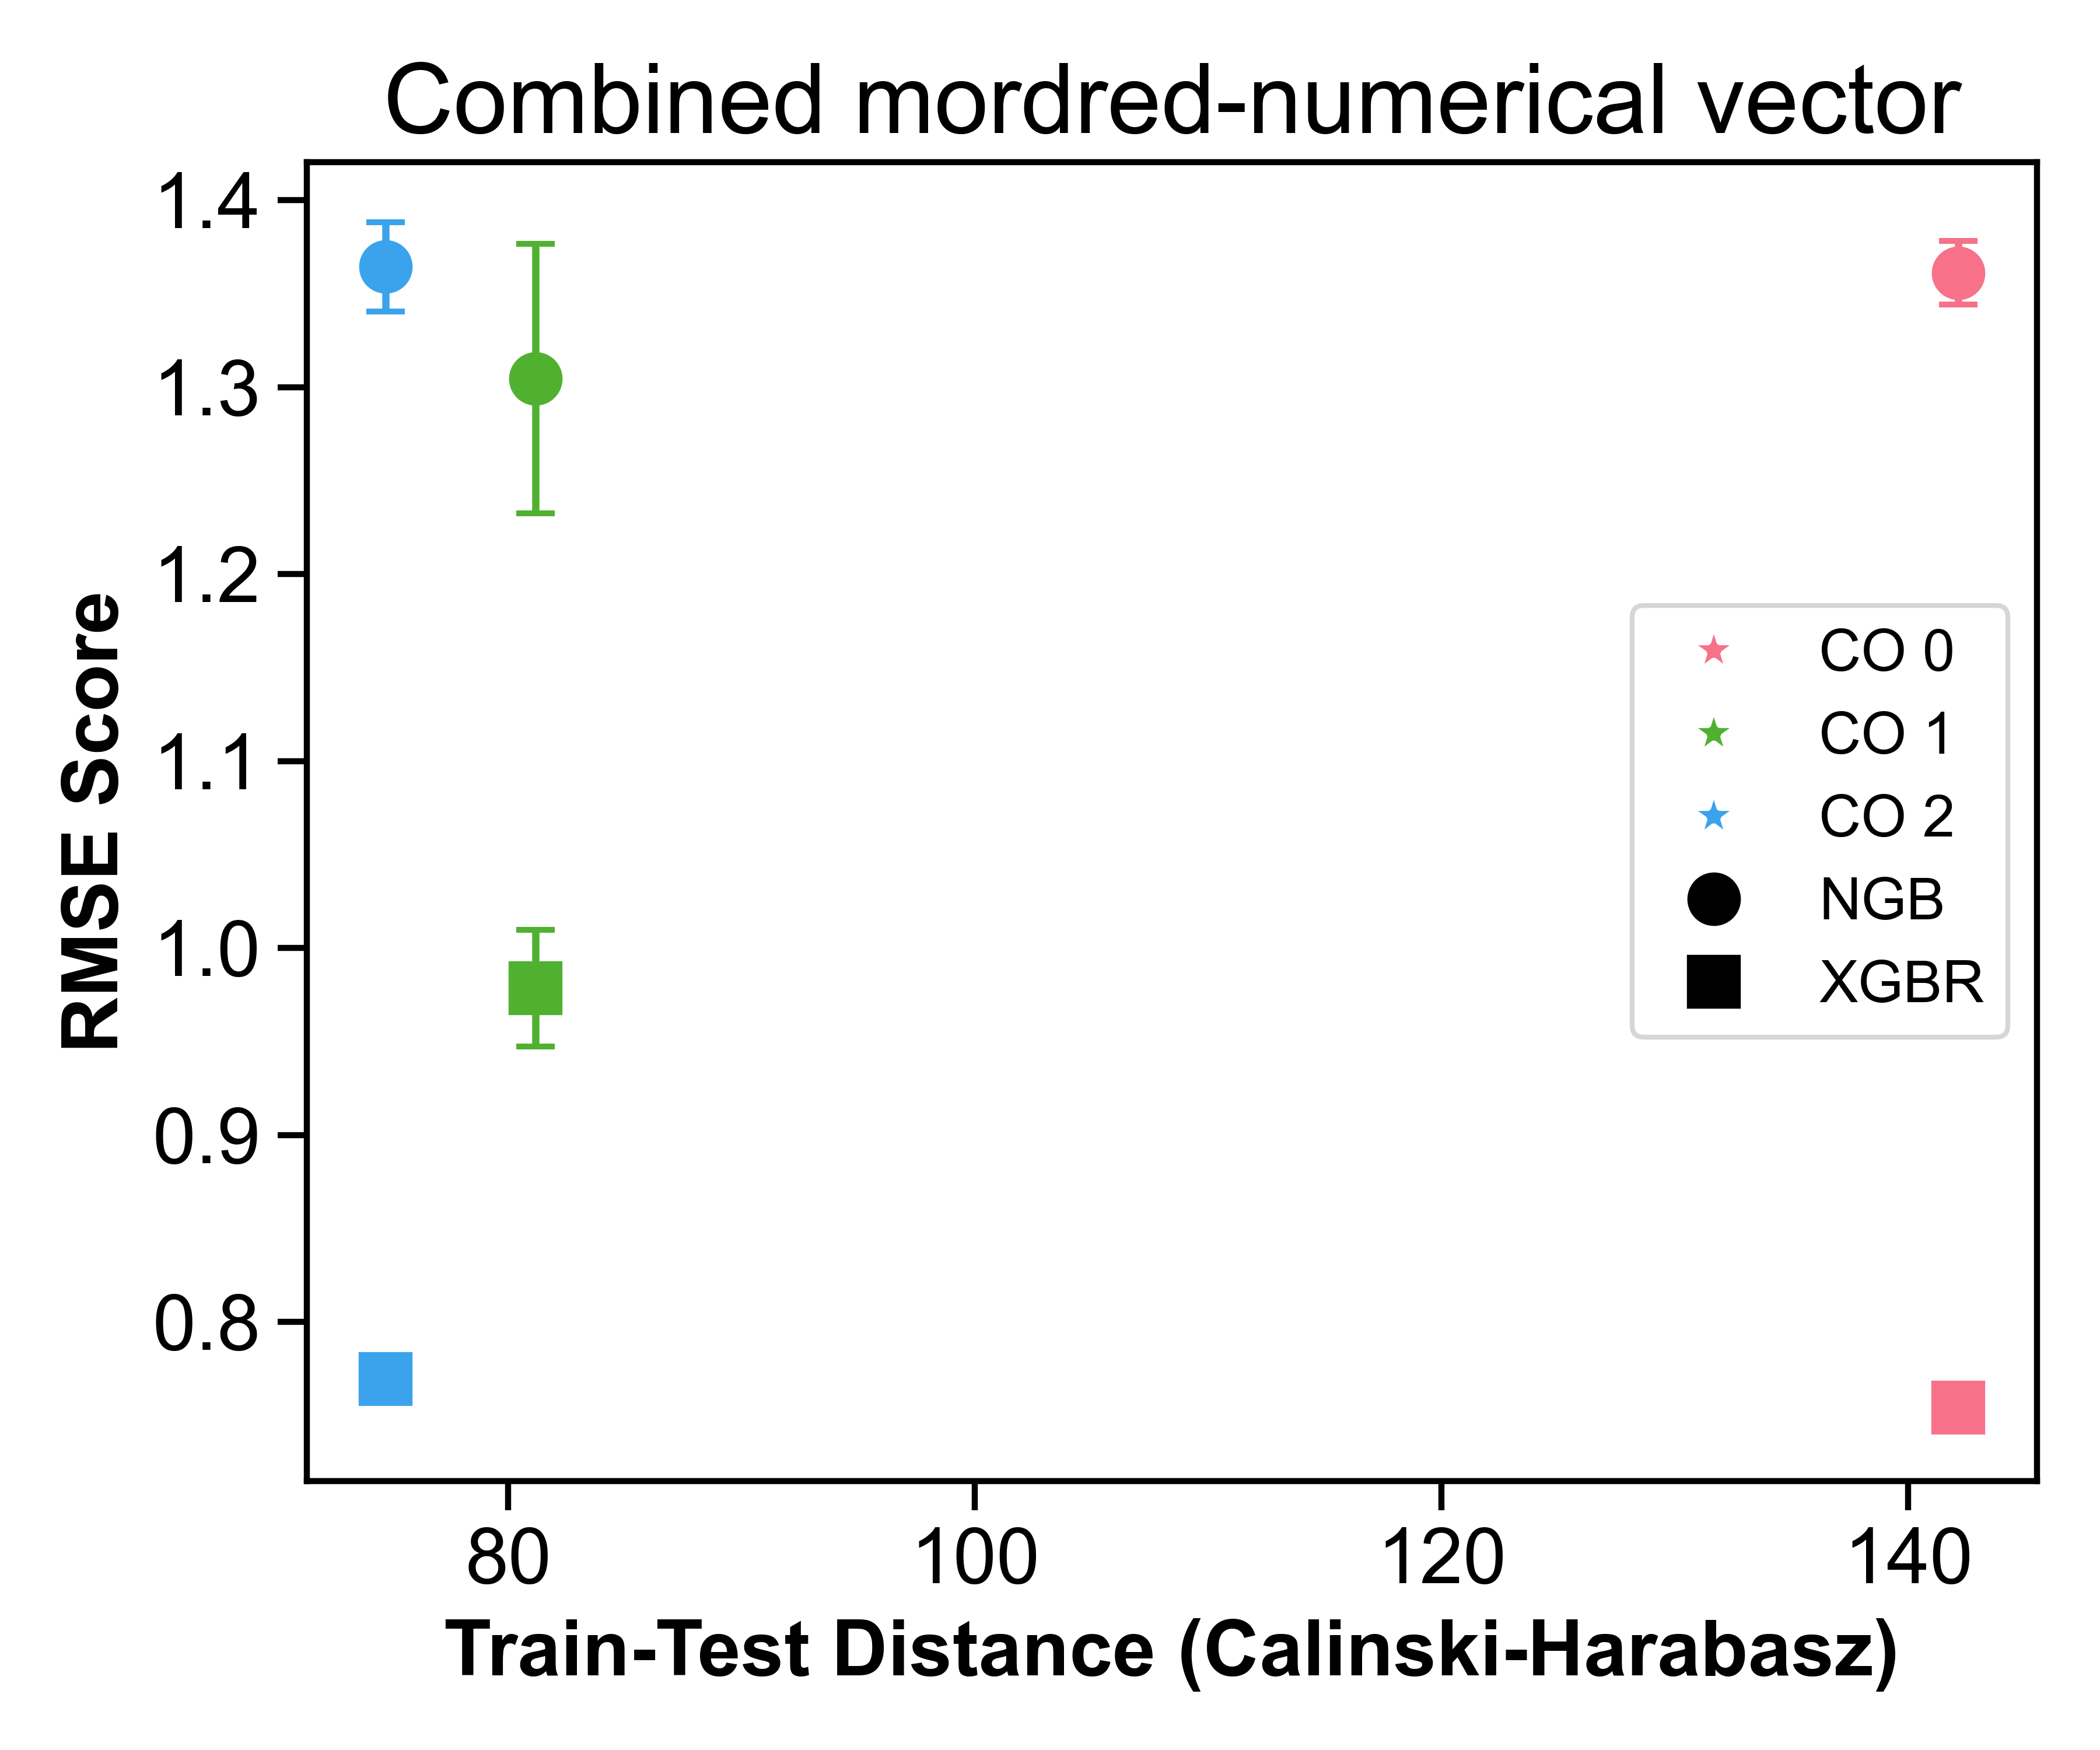 Combined mordred-numerical vector
1.4
1.3
1.2
1.1
1.0
0.9
0.8
RMSE Score
CO 0
CO 1
CO 2
NGB
XGBR
80 100 120 140
Train-Test Distance (Calinski-Harabasz)